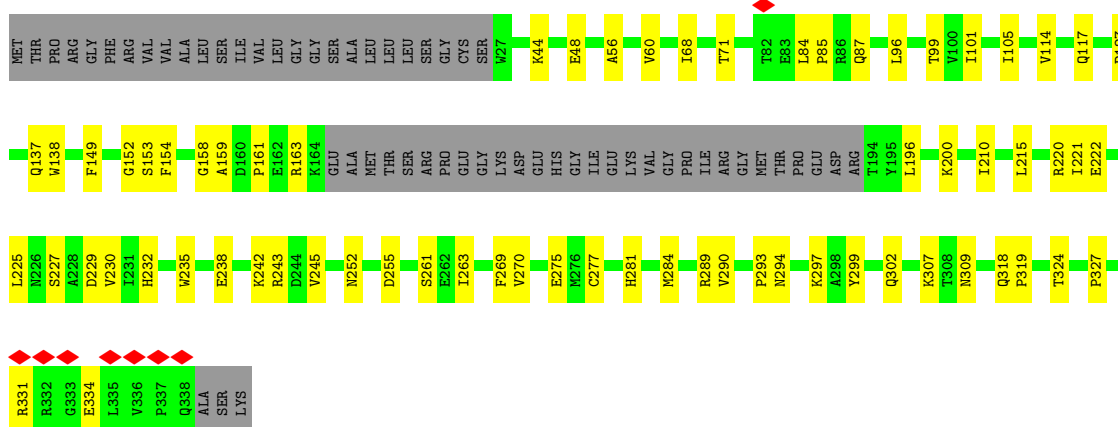 MET THR PRO ARG GLY PHE ARG VAL VAL ALA LEU SER ILE VAL LEU GLY GLY SER ALA LEU LEU LEU SER GLY CYS SER W27 K44 E48 A56 V60 I68 T71 T82 E83 L84 P85 R86 Q87 L96 T99 V100 I101 I105 V114 Q117
Q137 W138 F149 G152 S153 F154 G158 A159 D160 P161 E162 R163 K164 GLU ALA MET THR SER ARG PRO GLU GLY LYS ASP GLU HIS GLY ILE GLU LYS VAL GLY PRO ILE ARG GLY MET THR PRO GLU ASP ARG T194 Y195 L196 K200 I210 L215 R220 I221 E222
L225 N226 S227 A228 D229 V230 I231 H232 W235 E238 K242 R243 D244 V245 N252 D255 S261 E262 I263 F269 V270 E275 M276 C277 H281 M284 R289 V290 P293 N294 K297 A298 Y299 Q302 K307 T308 N309 Q318 P319 T324 P327
R331 R332 G333 E334 L335 V336 P337 Q338 ALA SER LYS